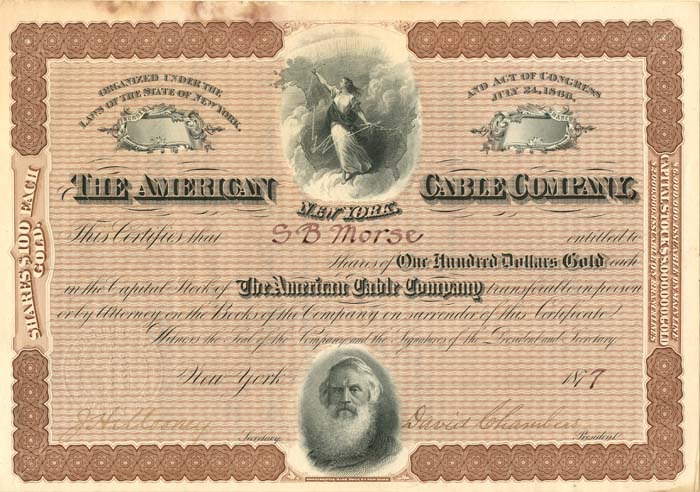 ORGANIZED UNDER THE
LAWS OF THE STATE OF NEW YORK.
AND ACT OF CONGRESS
JULY 24, 1866.
THE AMERICAN CABLE COMPANY,
NEW YORK.
This Certifies that S B Morse entitled to
Shares of One Hundred Dollars Gold each
in the Capital Stock of The American Cable Company transferable in person
or by Attorney on the Books of the Company on surrender of this Certificate.
Witness the Seal of the Company and the Signatures of the President and Secretary.
New York 1877
Secretary David Chambers President
SHARES $100 EACH
GOLD.